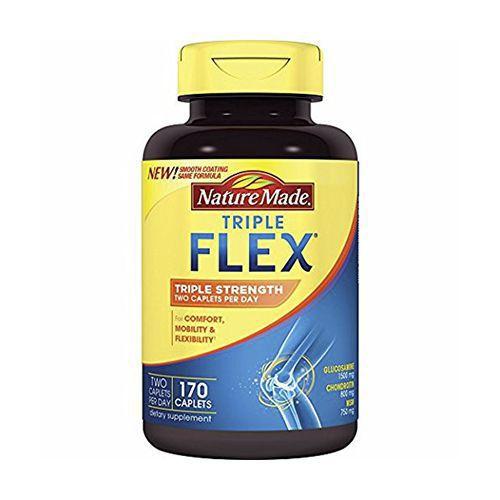 NEW! SMOOTH COATING
SAME FORMULA
Nature Made®
TRIPLE
FLEX®
TRIPLE STRENGTH
TWO CAPLETS PER DAY
For COMFORT,
MOBILITY &
FLEXIBILITY†
GLUCOSAMINE
1500 mg
CHONDROITIN
800 mg
MSM
750 mg
TWO
CAPLETS
PER DAY
170
CAPLETS
dietary supplement